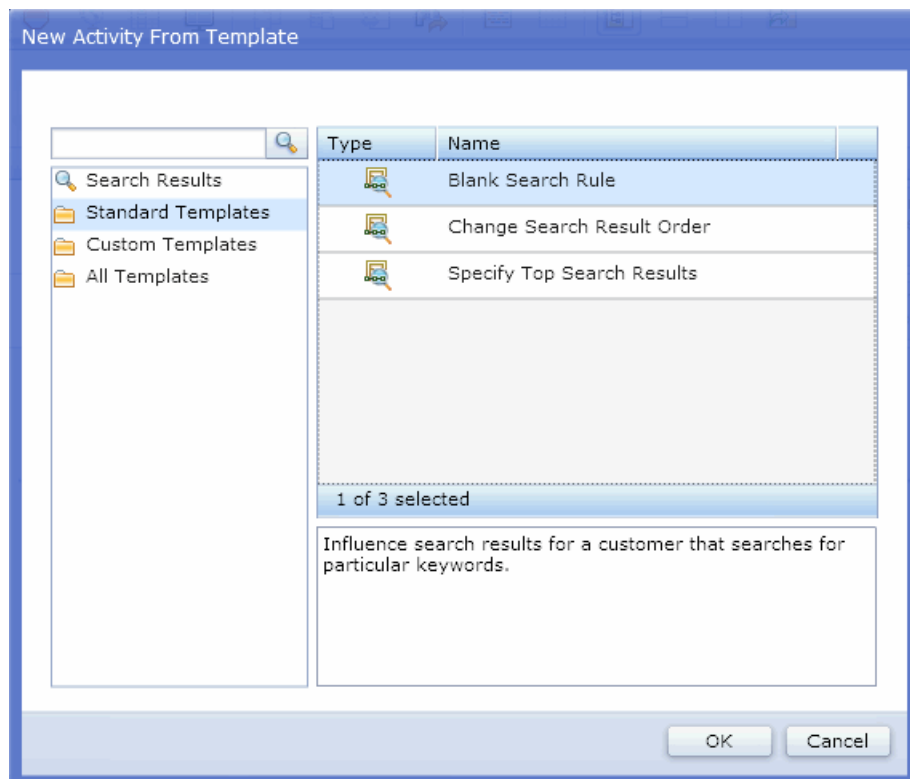 New Activity From Template
Type Name
Search Results
Standard Templates
Custom Templates
All Templates
Blank Search Rule
Change Search Result Order
Specify Top Search Results
1 of 3 selected
Influence search results for a customer that searches for
particular keywords.
OK Cancel